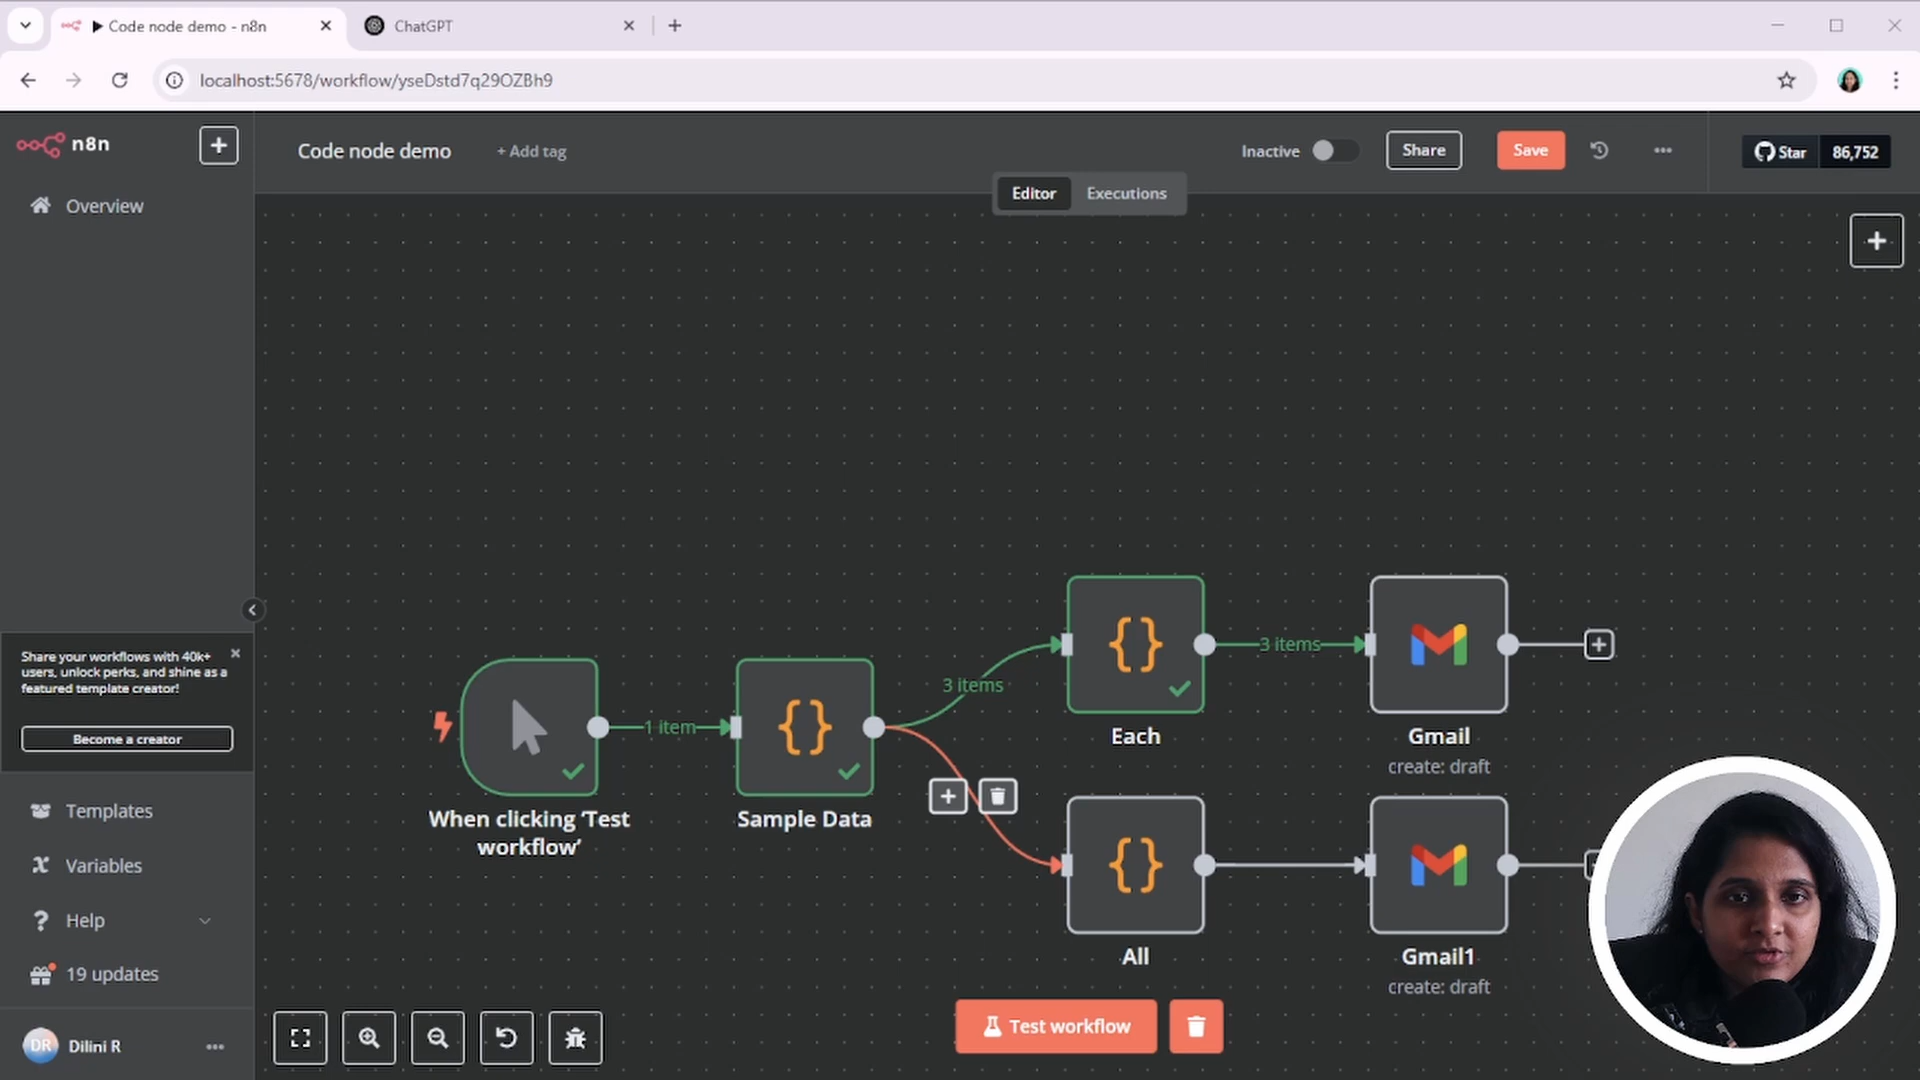 Code node demo - n8n
ChatGPT
localhost:5678/workflow/yseDstd7q29OZBh9
n8n
Code node demo
+ Add tag
Inactive
Share
Save
Star
86,752
Editor
Executions
Overview
Share your workflows with 40k+
users, unlock perks, and shine as a
featured template creator!
Become a creator
Templates
Variables
Help
19 updates
DR
Dilini R
3 items
3 items
1 item
Each
Gmail
create: draft
When clicking ‘Test
workflow’
Sample Data
All
Gmail1
create: draft
Test workflow